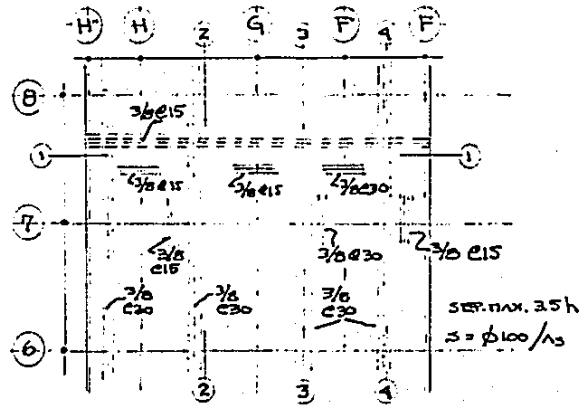 H" H 2 G 3 F' 4 F
8
3/8 @15
1 1
3/8 @15 3/8 @15 3/8 @30
7
3/8 @15
3/8 @30
3/8 @15
3/8 @20
3/8 @30
3/8 @30
SEP. MAX. 3.5 h
S = φ100/As
6
2 3 4